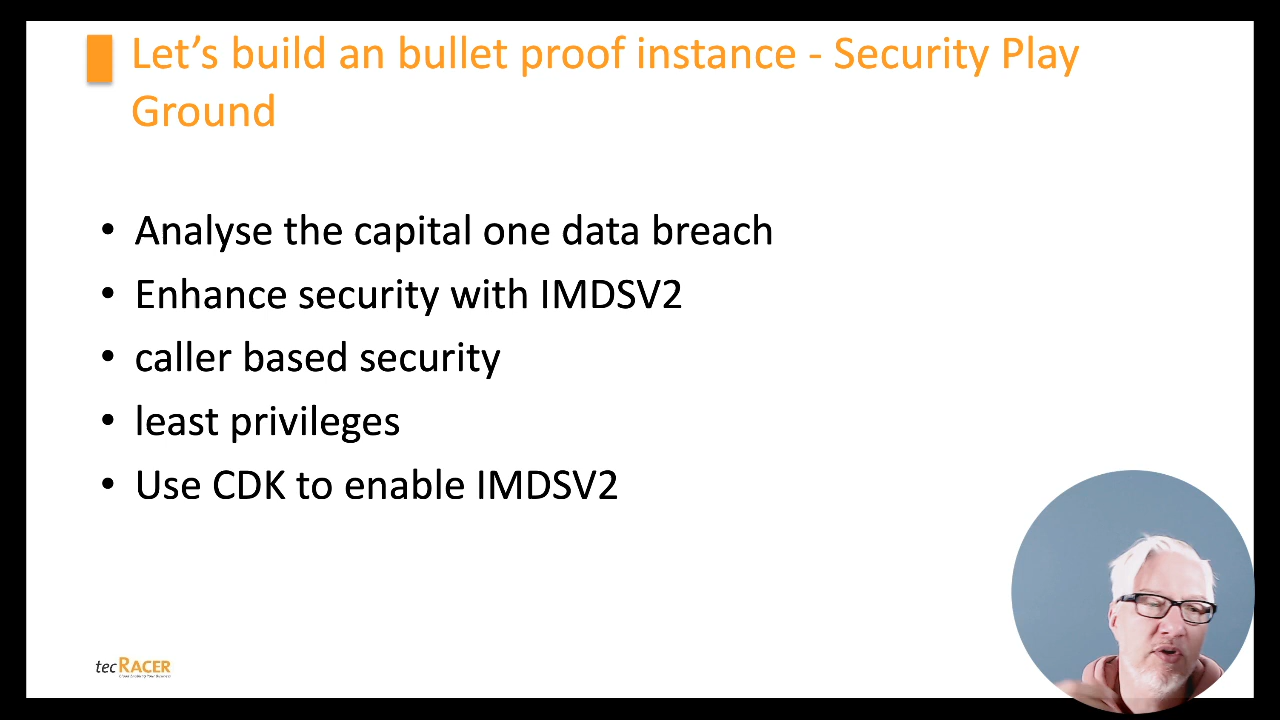 Let's build an bullet proof instance - Security Play
Ground
• Analyse the capital one data breach
• Enhance security with IMDSV2
• caller based security
• least privileges
• Use CDK to enable IMDSV2
tecRACER